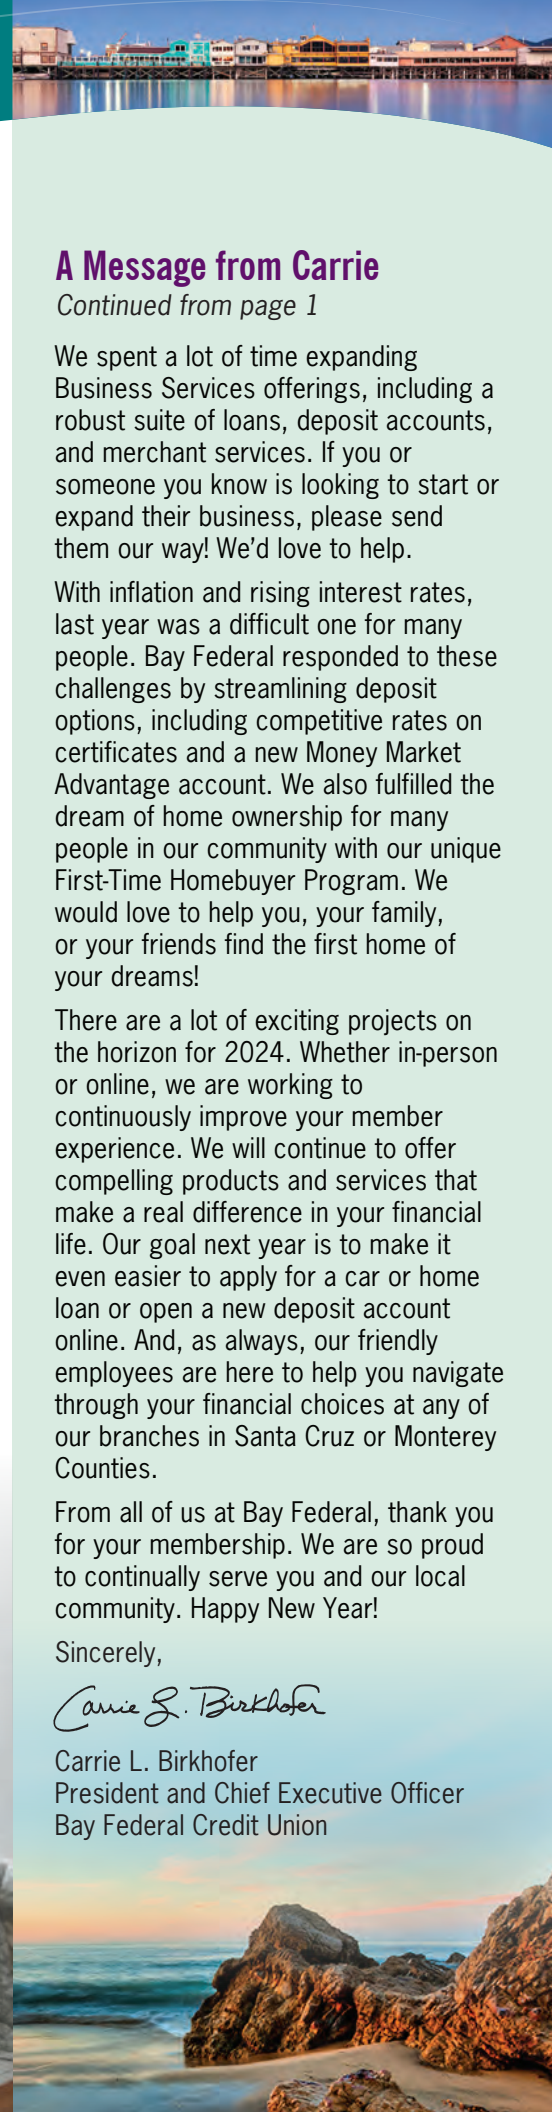 A Message from Carrie
Continued from page 1
We spent a lot of time expanding
Business Services offerings, including a
robust suite of loans, deposit accounts,
and merchant services. If you or
someone you know is looking to start or
expand their business, please send
them our way! We’d love to help.
With inflation and rising interest rates,
last year was a difficult one for many
people. Bay Federal responded to these
challenges by streamlining deposit
options, including competitive rates on
certificates and a new Money Market
Advantage account. We also fulfilled the
dream of home ownership for many
people in our community with our unique
First-Time Homebuyer Program. We
would love to help you, your family,
or your friends find the first home of
your dreams!
There are a lot of exciting projects on
the horizon for 2024. Whether in-person
or online, we are working to
continuously improve your member
experience. We will continue to offer
compelling products and services that
make a real difference in your financial
life. Our goal next year is to make it
even easier to apply for a car or home
loan or open a new deposit account
online. And, as always, our friendly
employees are here to help you navigate
through your financial choices at any of
our branches in Santa Cruz or Monterey
Counties.
From all of us at Bay Federal, thank you
for your membership. We are so proud
to continually serve you and our local
community. Happy New Year!
Sincerely,
Carrie L. Birkhofer
Carrie L. Birkhofer
President and Chief Executive Officer
Bay Federal Credit Union